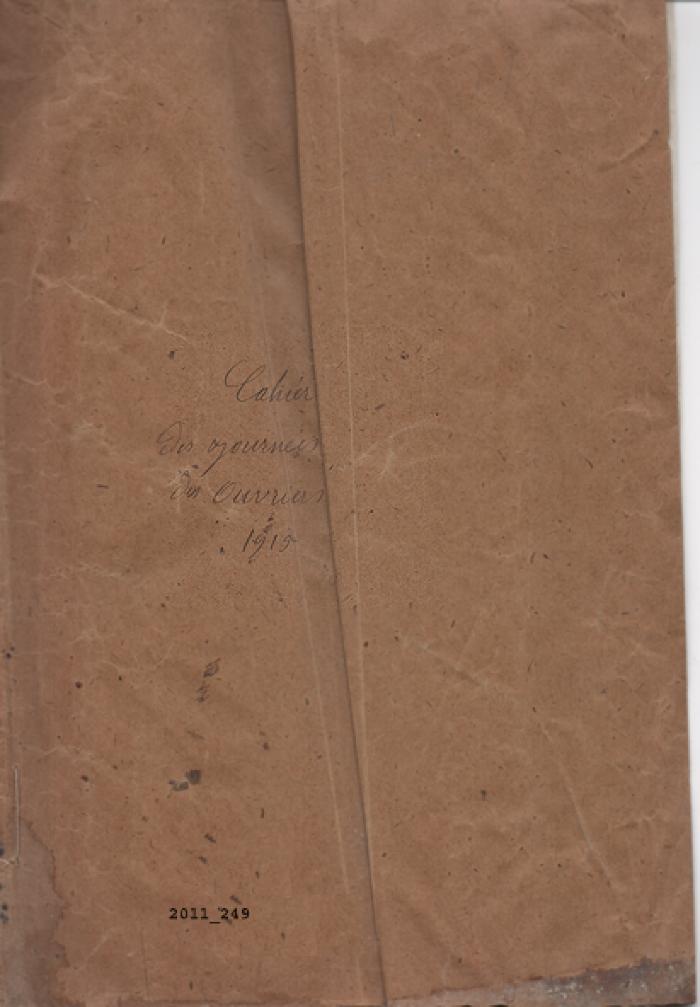 Cahier
des journées
des Ouvriers
1915
2011_249